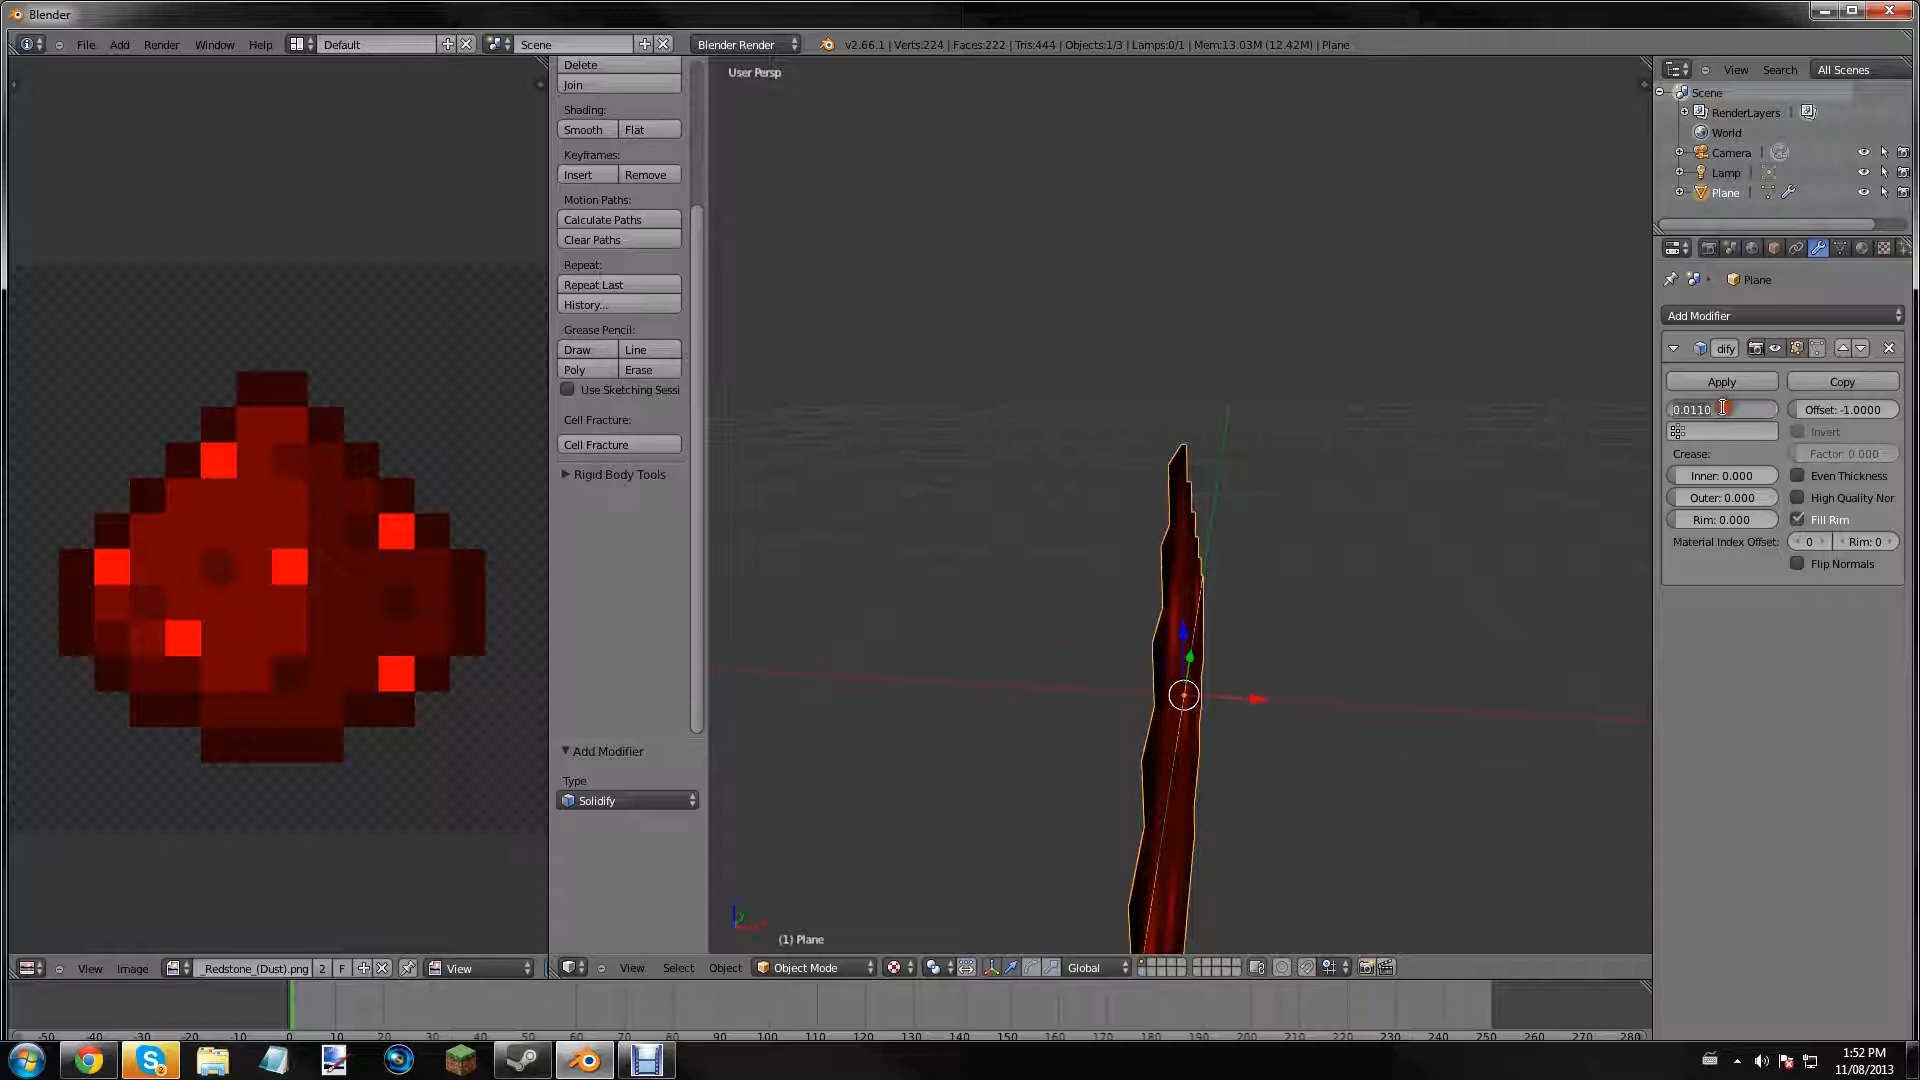 Blender
File Add Render Window Help Default Scene Blender Render v2.66.1 | Verts:224 | Faces:222 | Tris:444 | Objects:1/3 | Lamps:0/1 | Mem:13.03M (12.42M) | Plane
Delete
Join
Shading:
Smooth Flat
Keyframes:
Insert Remove
Motion Paths:
Calculate Paths
Clear Paths
Repeat:
Repeat Last
History...
Grease Pencil:
Draw Line
Poly Erase
Use Sketching Sessi
Cell Fracture:
Cell Fracture
Rigid Body Tools
Add Modifier
Type
Solidify
User Persp
(1) Plane
View Search All Scenes
Scene
RenderLayers
World
Camera
Lamp
Plane
Plane
Add Modifier
dify
Apply Copy
0.0110 Offset: -1.0000
Invert
Crease: Factor: 0.000
Inner: 0.000 Even Thickness
Outer: 0.000 High Quality Nor
Rim: 0.000 Fill Rim
Material Index Offset: 0 Rim: 0
Flip Normals
View Image _Redstone_(Dust).png 2 F View
View Select Object Object Mode Global
-50 -40 -30 -20 -10 0 10 20 30 40 50 60 70 80 90 100 110 120 130 140 150 160 170 180 190 200 210 220 230 240 250 260 270 280
1:52 PM
11/08/2013